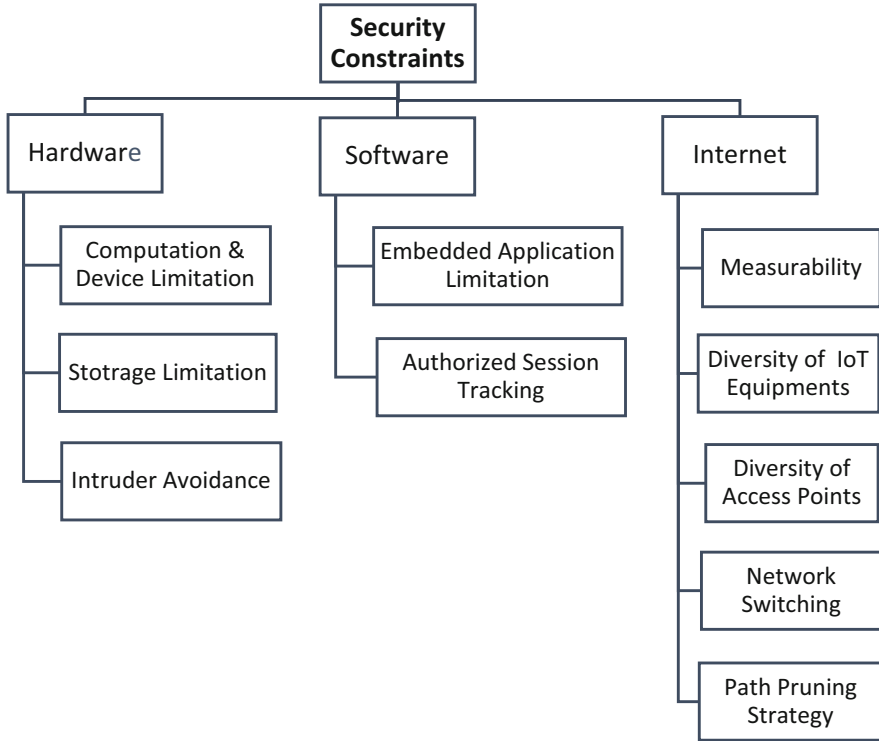 Security
Constraints
Hardware
Software
Internet
Computation &
Device Limitation
Stotrage Limitation
Intruder Avoidance
Embedded Application
Limitation
Authorized Session
Tracking
Measurability
Diversity of IoT
Equipments
Diversity of
Access Points
Network
Switching
Path Pruning
Strategy